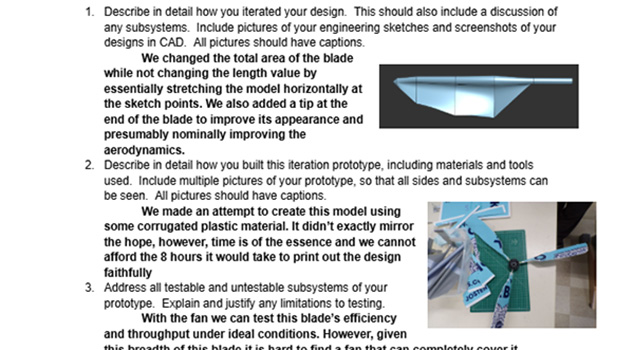 1. Describe in detail how you iterated your design. This should also include a discussion of
any subsystems. Include pictures of your engineering sketches and screenshots of your
designs in CAD. All pictures should have captions.
We changed the total area of the blade
while not changing the length value by
essentially stretching the model horizontally at
the sketch points. We also added a tip at the
end of the blade to improve its appearance and
presumably nominally improving the
aerodynamics.
2. Describe in detail how you built this iteration prototype, including materials and tools
used. Include multiple pictures of your prototype, so that all sides and subsystems can
be seen. All pictures should have captions.
We made an attempt to create this model using
some corrugated plastic material. It didn't exactly mirror
the hope, however, time is of the essence and we cannot
afford the 8 hours it would take to print out the design
faithfully
3. Address all testable and untestable subsystems of your
prototype. Explain and justify any limitations to testing.
With the fan we can test this blade's efficiency
and throughput under ideal conditions. However, given
this breadth of this blade it is hard to find a fan that can completely cover it